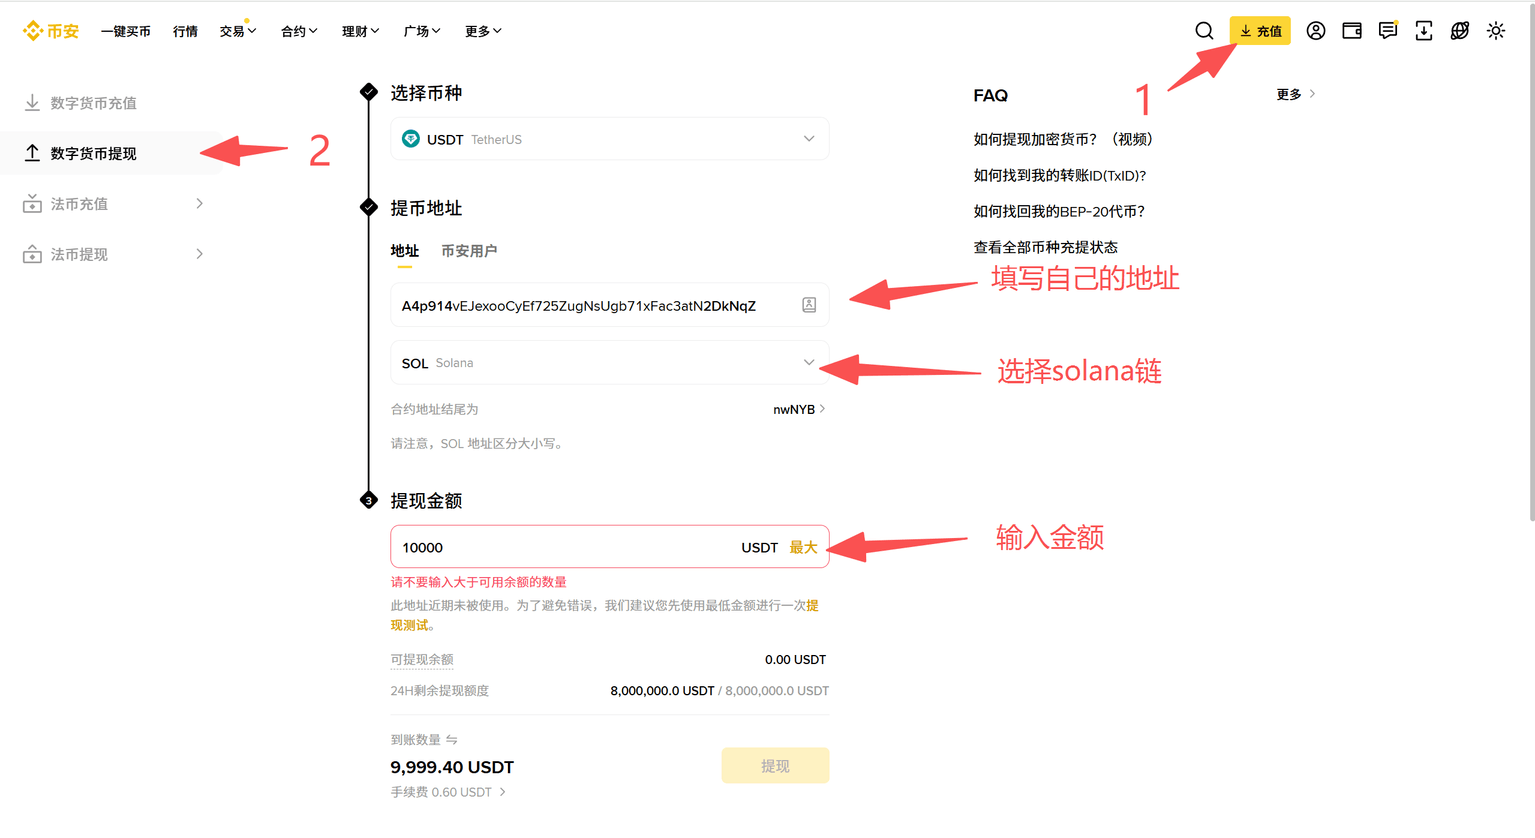 币安 一键买币 行情 交易 合约 理财 广场 更多 充值
1
数字货币充值
数字货币提现
2
法币充值
法币提现
选择币种
USDT TetherUS
提币地址
地址 币安用户
A4p914vEJexooCyEf725ZugNsUgb71xFac3atN2DkNqZ
填写自己的地址
SOL Solana
选择solana链
合约地址结尾为 nwNYB
请注意，SOL 地址区分大小写。
3 提现金额
10000 USDT 最大
输入金额
请不要输入大于可用余额的数量
此地址近期未被使用。为了避免错误，我们建议您先使用最低金额进行一次提
现测试。
可提现余额 0.00 USDT
24H剩余提现额度 8,000,000.0 USDT / 8,000,000.0 USDT
到账数量
9,999.40 USDT
提现
手续费 0.60 USDT
FAQ 更多
如何提现加密货币？（视频）
如何找到我的转账ID(TxID)?
如何找回我的BEP-20代币？
查看全部币种充提状态